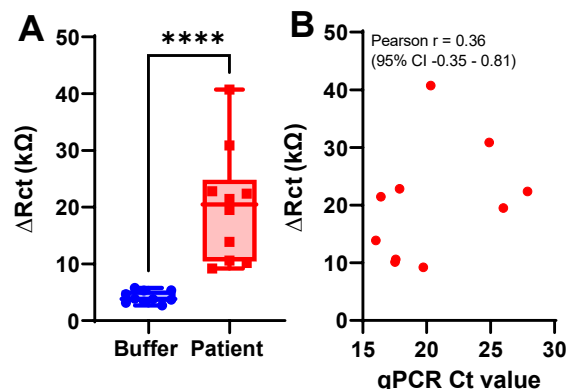 A
ΔRct (kΩ)
50
40
30
20
10
0
****
Buffer Patient
B
ΔRct (kΩ)
50
40
30
20
10
0
Pearson r = 0.36
(95% CI -0.35 - 0.81)
15 20 25 30
qPCR Ct value